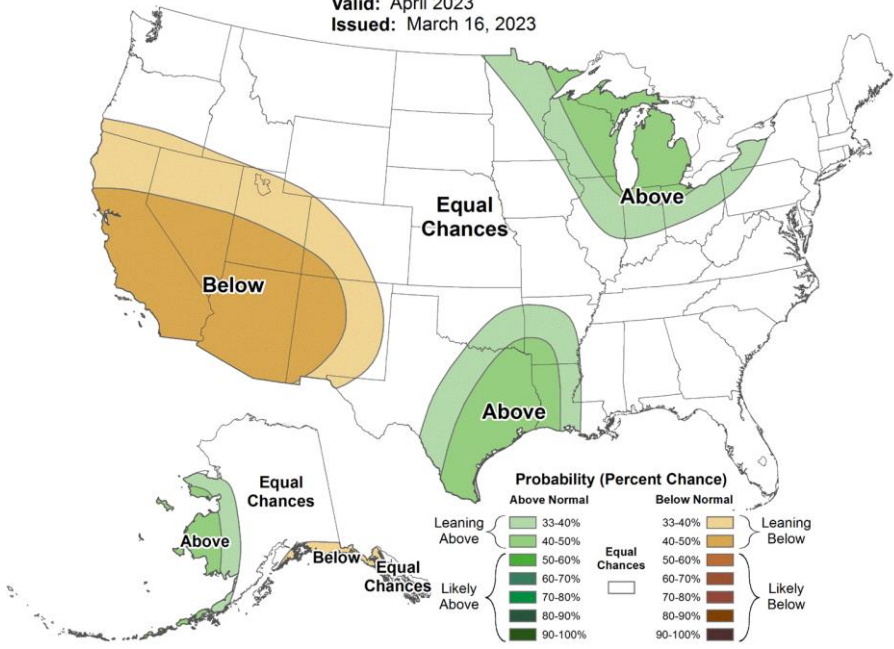 Valid: April 2023
Issued: March 16, 2023
Equal
Chances
Above
Below
Above
Equal
Chances
Above
Below
Equal
Chances
Probability (Percent Chance)
Above Normal
Below Normal
Leaning
Above
33-40%
40-50%
50-60%
60-70%
70-80%
80-90%
90-100%
Likely
Above
Equal
Chances
33-40%
40-50%
50-60%
60-70%
70-80%
80-90%
90-100%
Leaning
Below
Likely
Below